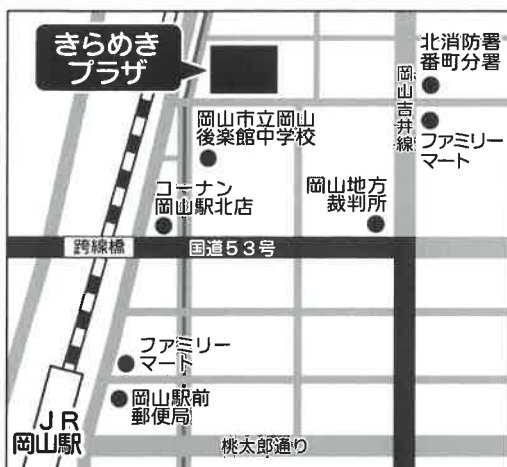 きらめき
プラザ
北消防署
番町分署
岡山吉井線
ファミリー
マート
岡山市立岡山
後楽館中学校
コーナン
岡山駅北店
岡山地方
裁判所
跨線橋
国道53号
ファミリー
マート
岡山駅前
郵便局
JR
岡山駅
桃太郎通り